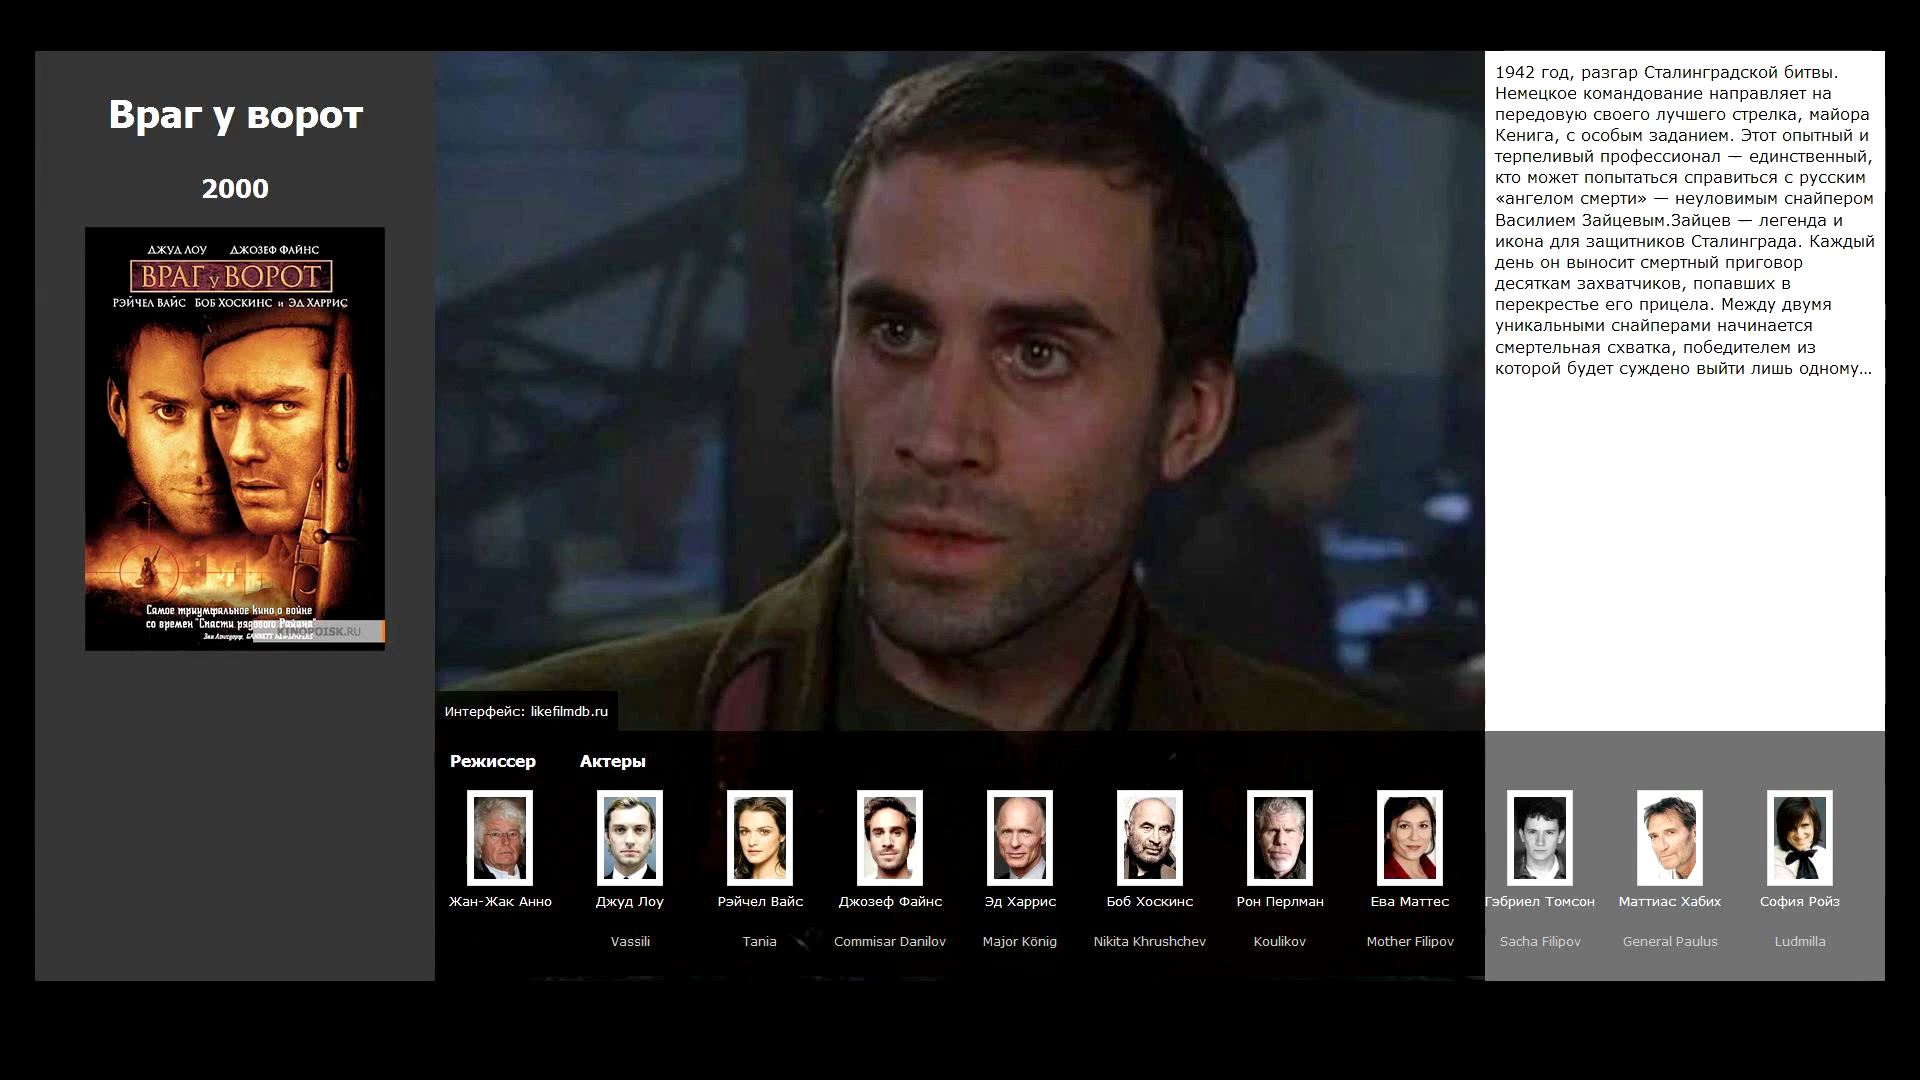 Враг у ворот
2000
ДЖУД ЛОУ ДЖОЗЕФ ФАЙНС
ВРАГ У ВОРОТ
РЭЙЧЕЛ ВАЙС БОБ ХОСКИНС и ЭД ХАРРИС
Самое триумфальное кино о войне
со времен "Спасти рядового Райана"
KINOPOISK.RU
1942 год, разгар Сталинградской битвы.
Немецкое командование направляет на
передовую своего лучшего стрелка, майора
Кенига, с особым заданием. Этот опытный и
терпеливый профессионал — единственный,
кто может попытаться справиться с русским
«ангелом смерти» — неуловимым снайпером
Василием Зайцевым.Зайцев — легенда и
икона для защитников Сталинграда. Каждый
день он выносит смертный приговор
десяткам захватчиков, попавших в
перекрестье его прицела. Между двумя
уникальными снайперами начинается
смертельная схватка, победителем из
которой будет суждено выйти лишь одному…
Интерфейс: likefilmdb.ru
Режиссер Актеры
Жан-Жак Анно Джуд Лоу Рэйчел Вайс Джозеф Файнс Эд Харрис Боб Хоскинс Рон Перлман Ева Маттес Гэбриел Томсон Маттиас Хабих София Ройз
Vassili Tania Commisar Danilov Major König Nikita Khrushchev Koulikov Mother Filipov Sacha Filipov General Paulus Ludmilla